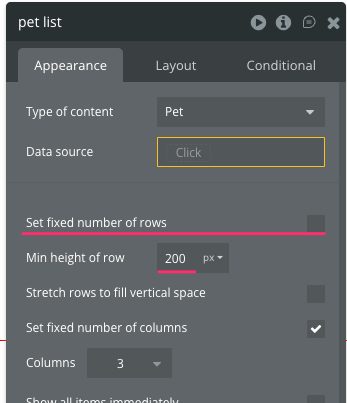 pet list
Appearance Layout Conditional
Type of content Pet
Data source Click
Set fixed number of rows
Min height of row 200 px
Stretch rows to fill vertical space
Set fixed number of columns
Columns 3
Show all items immediately